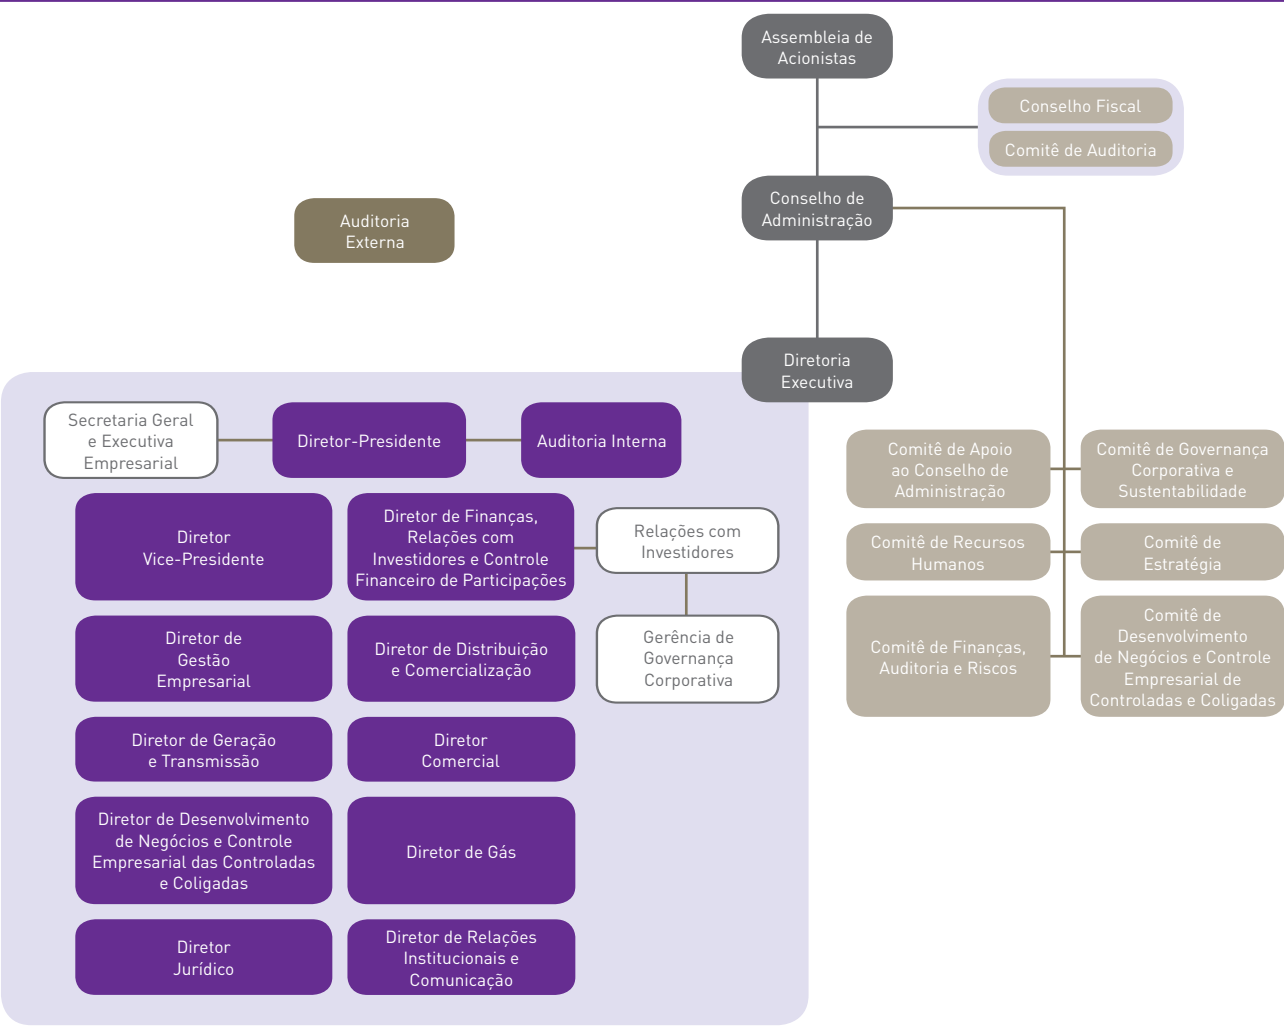 Assembleia de
Acionistas
Conselho Fiscal
Comitê de Auditoria
Conselho de
Administração
Auditoria
Externa
Diretoria
Executiva
Secretaria Geral
e Executiva
Empresarial
Diretor-Presidente
Auditoria Interna
Diretor
Vice-Presidente
Diretor de Finanças,
Relações com
Investidores e Controle
Financeiro de Participações
Relações com
Investidores
Diretor de
Gestão
Empresarial
Diretor de Distribuição
e Comercialização
Gerência de
Governança
Corporativa
Diretor de Geração
e Transmissão
Diretor
Comercial
Diretor de Desenvolvimento
de Negócios e Controle
Empresarial das Controladas
e Coligadas
Diretor de Gás
Diretor
Jurídico
Diretor de Relações
Institucionais e
Comunicação
Comitê de Apoio
ao Conselho de
Administração
Comitê de Governança
Corporativa e
Sustentabilidade
Comitê de Recursos
Humanos
Comitê de
Estratégia
Comitê de Finanças,
Auditoria e Riscos
Comitê de
Desenvolvimento
de Negócios e Controle
Empresarial de
Controladas e Coligadas